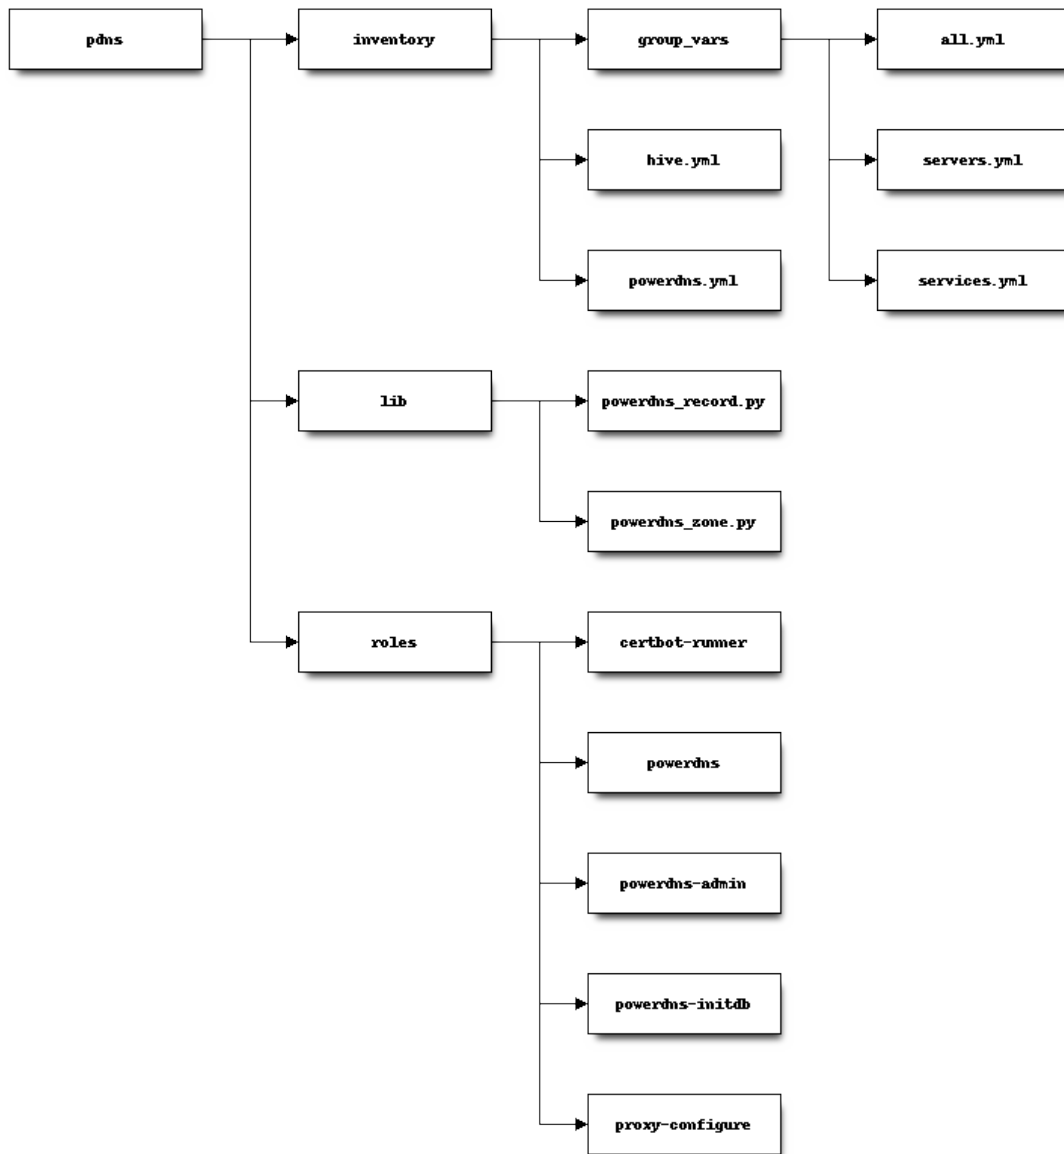 pdns
inventory
group_vars
all.yml
hive.yml
servers.yml
powerdns.yml
services.yml
lib
powerdns_record.py
powerdns_zone.py
roles
certbot-runner
powerdns
powerdns-admin
powerdns-initdb
proxy-configure